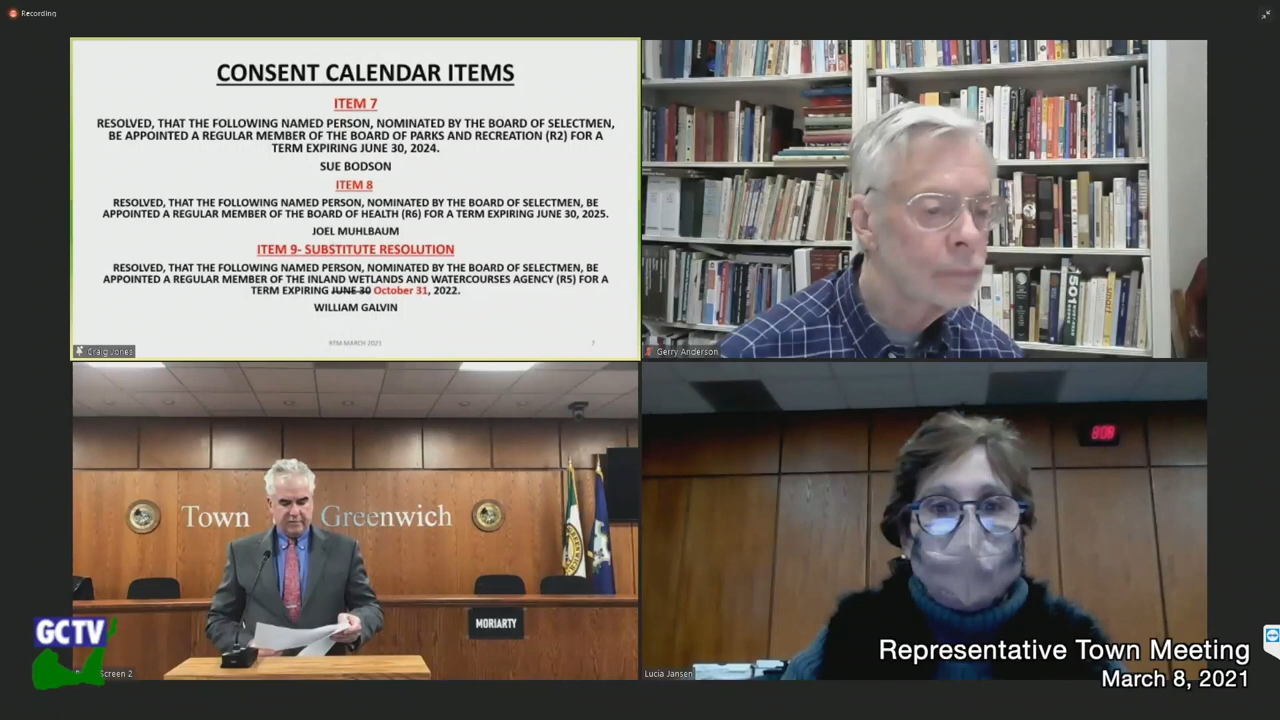 Recording
CONSENT CALENDAR ITEMS
ITEM 7
RESOLVED, THAT THE FOLLOWING NAMED PERSON, NOMINATED BY THE BOARD OF SELECTMEN,
BE APPOINTED A REGULAR MEMBER OF THE BOARD OF PARKS AND RECREATION (R2) FOR A
TERM EXPIRING JUNE 30, 2024.
SUE BODSON
ITEM 8
RESOLVED, THAT THE FOLLOWING NAMED PERSON, NOMINATED BY THE BOARD OF SELECTMEN, BE
APPOINTED A REGULAR MEMBER OF THE BOARD OF HEALTH (R6) FOR A TERM EXPIRING JUNE 30, 2025.
JOEL MUHLBAUM
ITEM 9- SUBSTITUTE RESOLUTION
RESOLVED, THAT THE FOLLOWING NAMED PERSON, NOMINATED BY THE BOARD OF SELECTMEN, BE
APPOINTED A REGULAR MEMBER OF THE INLAND WETLANDS AND WATERCOURSES AGENCY (R5) FOR A
TERM EXPIRING JUNE 30 October 31, 2022.
WILLIAM GALVIN
RTM MARCH 2021
7
Craig Jones
501
smart
Gerry Anderson
Town Greenwich
MORIARTY
GCTV
Screen 2
8:08
Lucia Jansen
Representative Town Meeting
March 8, 2021